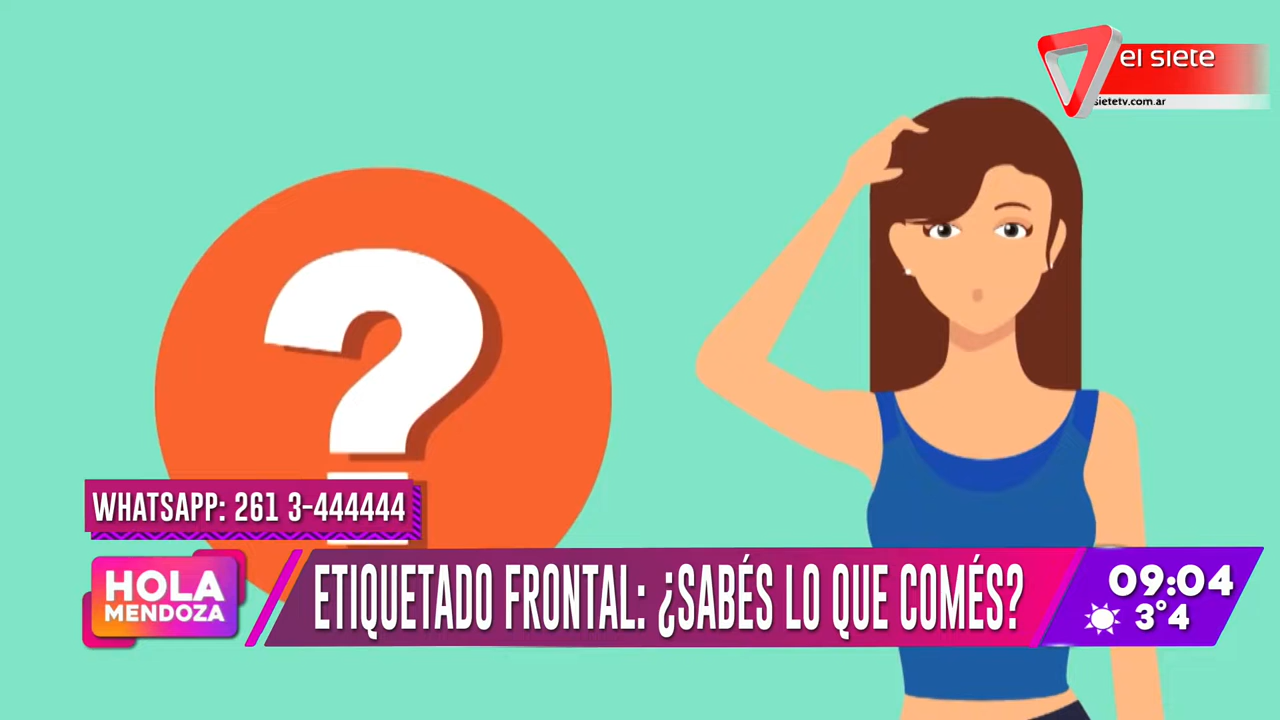 el siete
sietetv.com.ar
?
WHATSAPP: 261 3-444444
HOLA
MENDOZA
ETIQUETADO FRONTAL: ¿SABÉS LO QUE COMÉS?
09:04
3°4